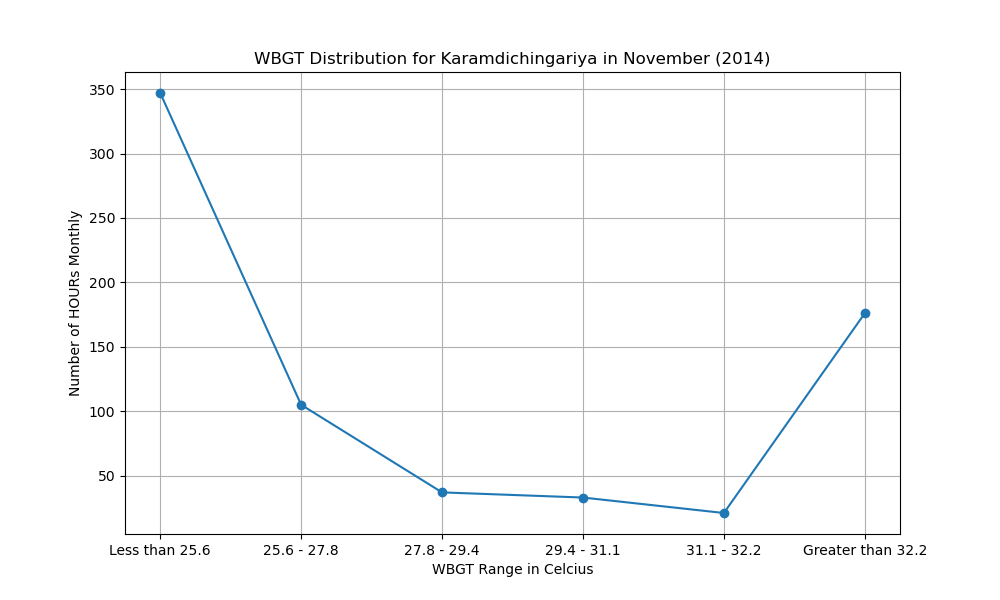 WBGT Distribution for Karamdichingariya in November (2014)
Number of HOURs Monthly
350
300
250
200
150
100
50
Less than 25.6
25.6 - 27.8
27.8 - 29.4
29.4 - 31.1
31.1 - 32.2
Greater than 32.2
WBGT Range in Celcius